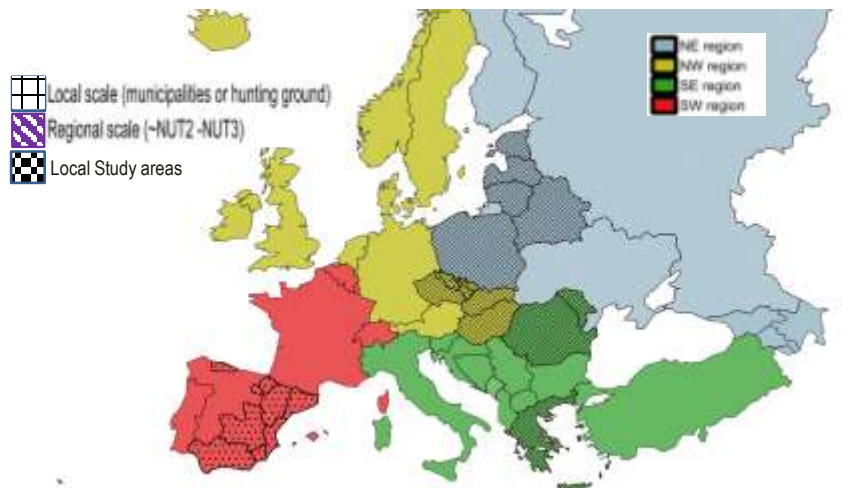 NE region
NW region
SE region
SW region
Local scale (municipalities or hunting ground)
Regional scale (~NUT2 -NUT3)
Local Study areas